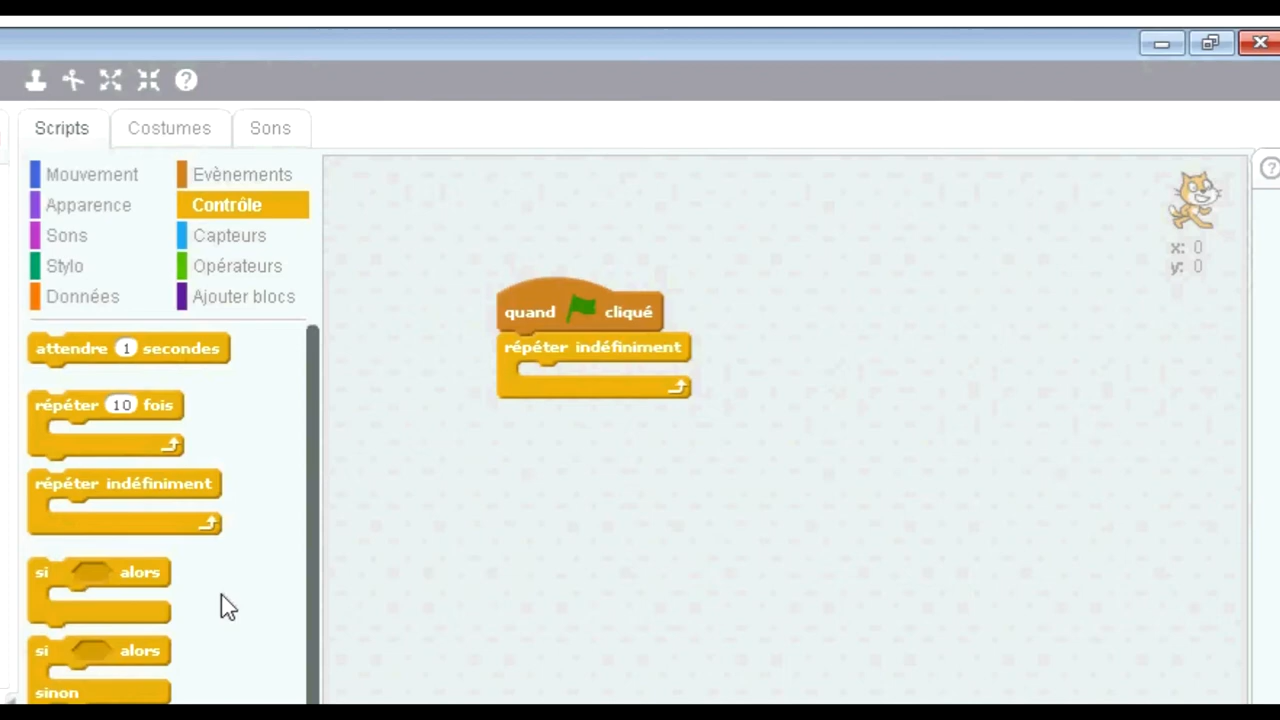 Scripts Costumes Sons
Mouvement Evènements
Apparence Contrôle
Sons Capteurs
Stylo Opérateurs
Données Ajouter blocs
attendre 1 secondes
répéter 10 fois
répéter indéfiniment
si alors
si alors
sinon
quand cliqué
répéter indéfiniment
x: 0
y: 0